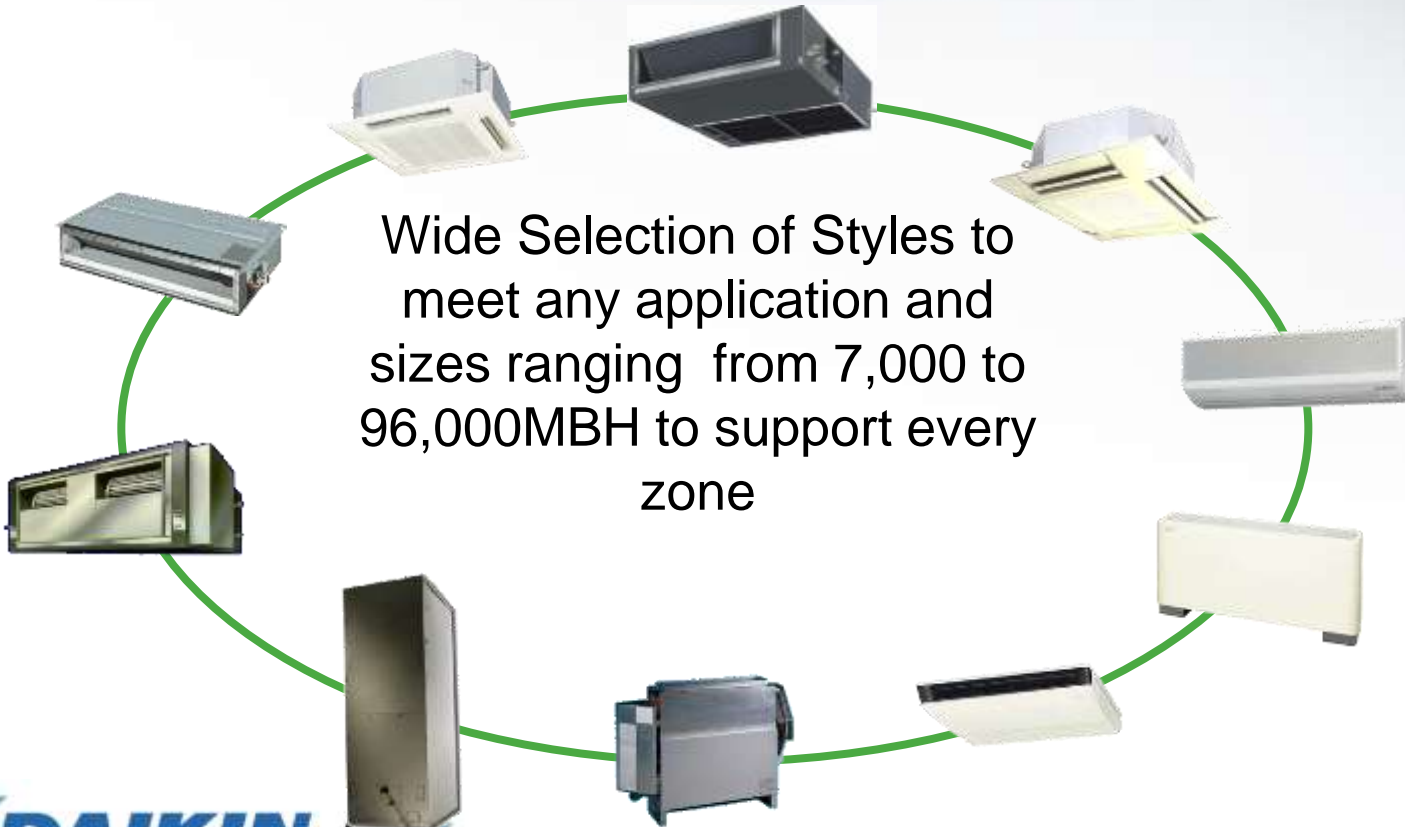 Wide Selection of Styles to
meet any application and
sizes ranging  from 7,000 to
96,000MBH to support every
zone
DAIKIN